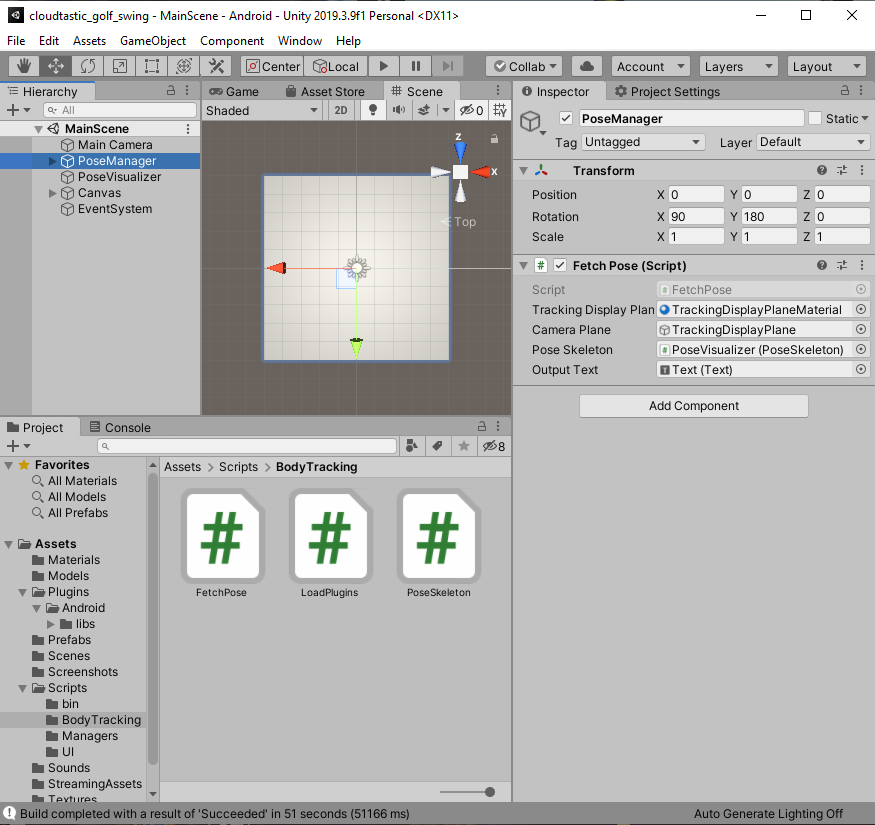 cloudtastic_golf_swing - MainScene - Android - Unity 2019.3.9f1 Personal <DX11>
File Edit Assets GameObject Component Window Help
Center Local Collab Account Layers Layout
Hierarchy
All
MainScene
Main Camera
PoseManager
PoseVisualizer
Canvas
EventSystem
Game Asset Store Scene
Shaded 2D 0
z
x
Top
Inspector Project Settings
PoseManager Static
Tag Untagged Layer Default
Transform
Position X 0 Y 0 Z 0
Rotation X 90 Y 180 Z 0
Scale X 1 Y 1 Z 1
# Fetch Pose (Script)
Script # FetchPose
Tracking Display Plan TrackingDisplayPlaneMaterial
Camera Plane TrackingDisplayPlane
Pose Skeleton # PoseVisualizer (PoseSkeleton)
Output Text T Text (Text)
Add Component
Project Console
8
Favorites
All Materials
All Models
All Prefabs
Assets
Materials
Models
Plugins
Android
libs
Prefabs
Scenes
Screenshots
Scripts
bin
BodyTracking
Managers
UI
Sounds
StreamingAssets
Textures
Assets > Scripts > BodyTracking
# # #
FetchPose LoadPlugins PoseSkeleton
Build completed with a result of 'Succeeded' in 51 seconds (51166 ms) Auto Generate Lighting Off